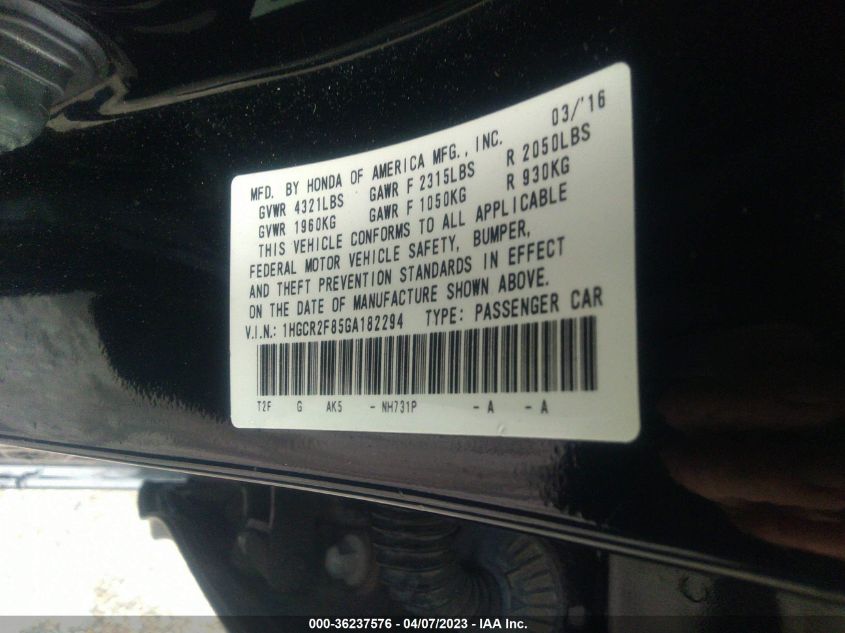 03/'16
MFD. BY HONDA OF AMERICA MFG., INC.
GVWR 4321LBS GAWR F 2315LBS R 2050LBS
GVWR 1960KG GAWR F 1050KG R 930KG
THIS VEHICLE CONFORMS TO ALL APPLICABLE
FEDERAL MOTOR VEHICLE SAFETY, BUMPER,
AND THEFT PREVENTION STANDARDS IN EFFECT
ON THE DATE OF MANUFACTURE SHOWN ABOVE.
V.I.N.: 1HGCR2F85GA182294 TYPE: PASSENGER CAR
T2F G AK5 - NH731P - A - A
000-36237576 - 04/07/2023 - IAA Inc.